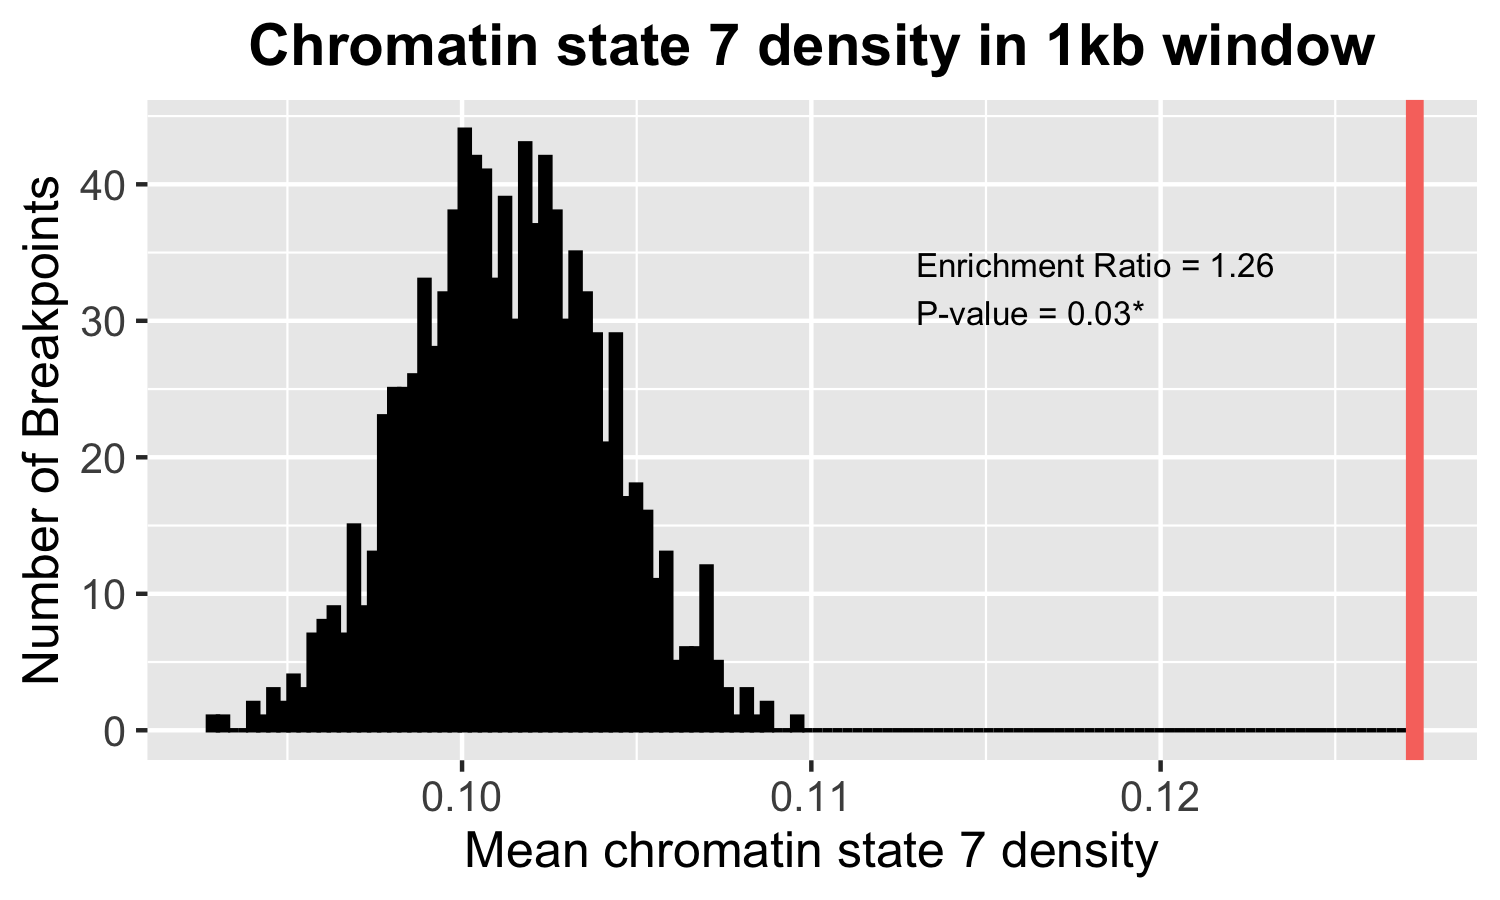 Chromatin state 7 density in 1kb window
Number of Breakpoints
40
30
20
10
0
Enrichment Ratio = 1.26
P-value = 0.03*
0.10
0.11
0.12
Mean chromatin state 7 density